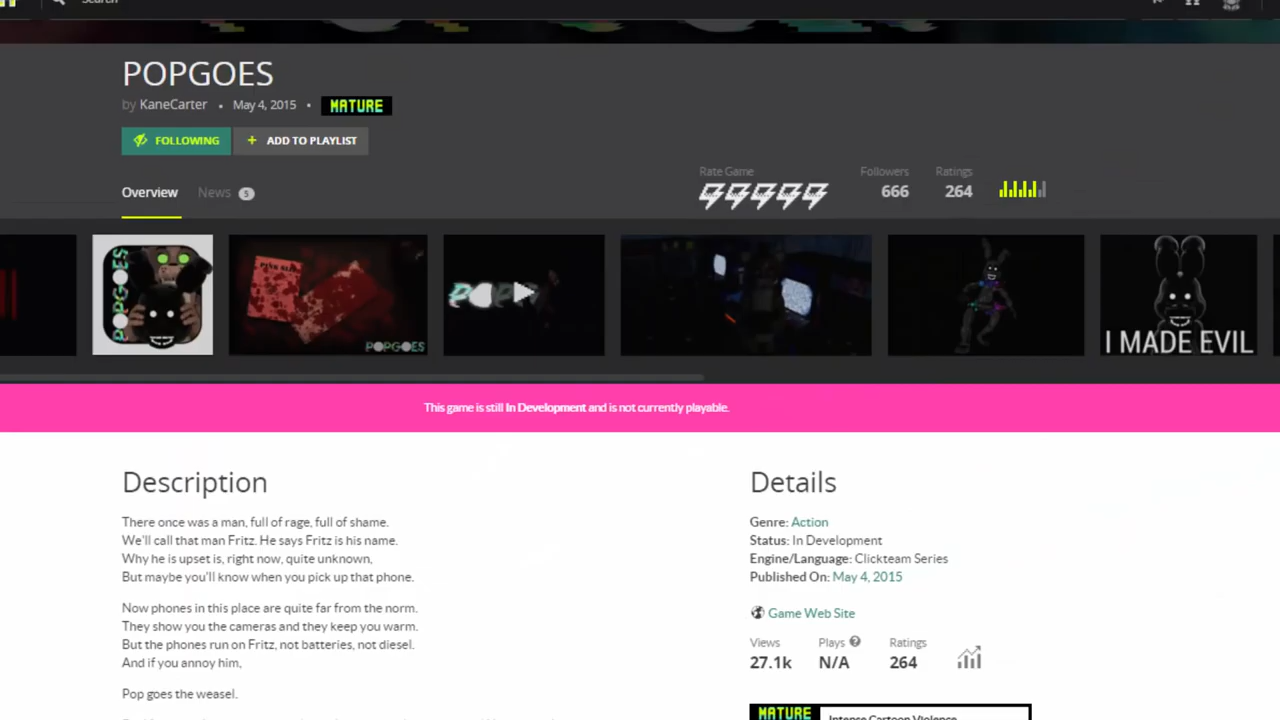 Search
POPGOES
by KaneCarter • May 4, 2015 • MATURE
FOLLOWING
+ ADD TO PLAYLIST
Overview
News 5
Rate Game
Followers
666
Ratings
264
POPGOES
POPGOES
I MADE EVIL
This game is still In Development and is not currently playable.
Description
There once was a man, full of rage, full of shame.
We'll call that man Fritz. He says Fritz is his name.
Why he is upset is, right now, quite unknown,
But maybe you'll know when you pick up that phone.
Now phones in this place are quite far from the norm.
They show you the cameras and they keep you warm.
But the phones run on Fritz, not batteries, not diesel.
And if you annoy him,
Pop goes the weasel.
Details
Genre: Action
Status: In Development
Engine/Language: Clickteam Series
Published On: May 4, 2015
Game Web Site
Views
27.1k
Plays ?
N/A
Ratings
264
MATURE
Intense Cartoon Violence